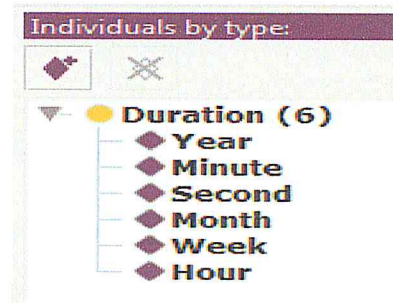 Individuals by type:
Duration (6)
Year
Minute
Second
Month
Week
Hour